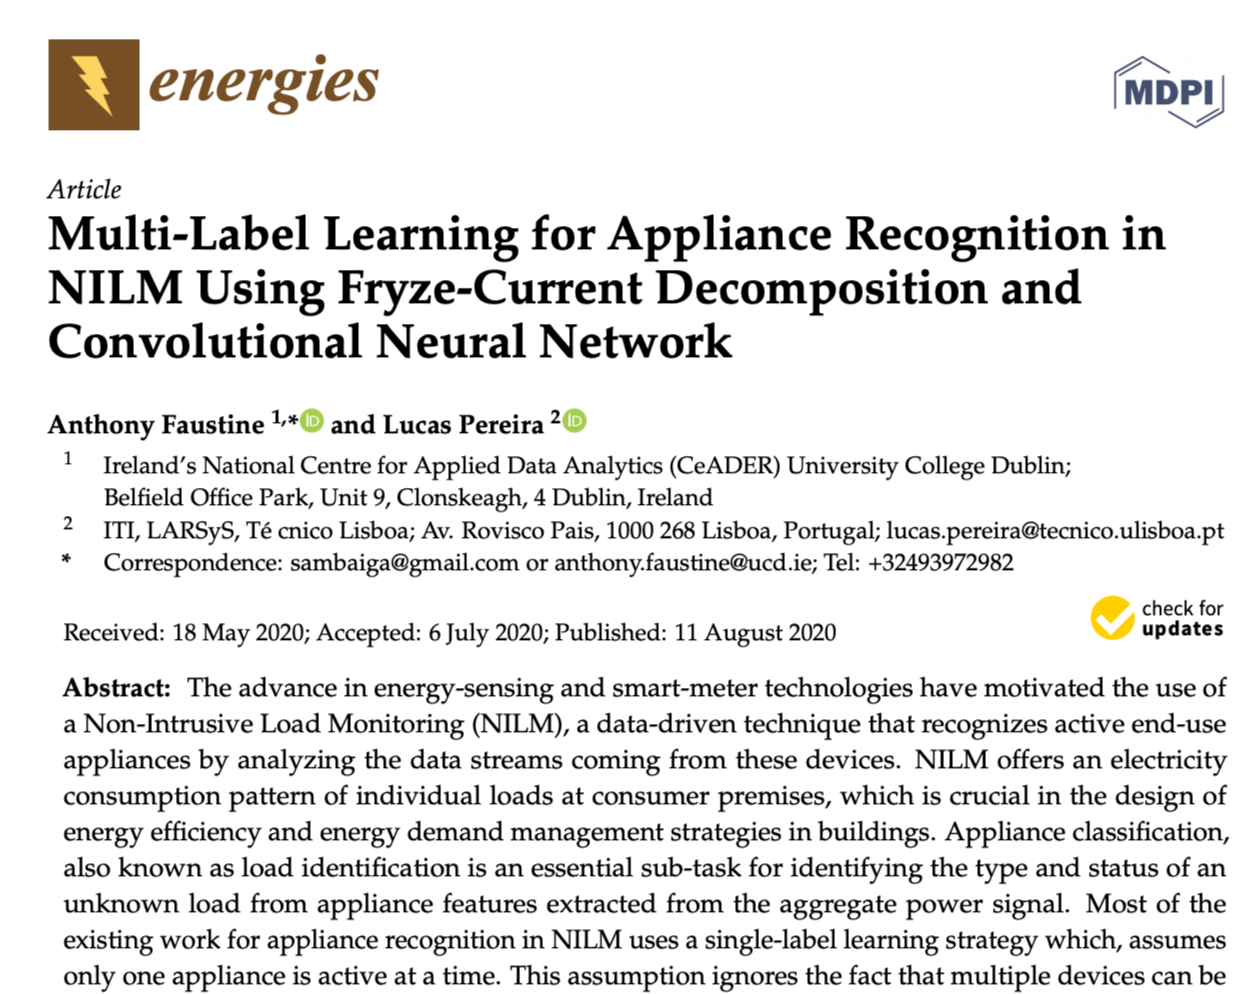 energies
MDPI
Article
Multi-Label Learning for Appliance Recognition in
NILM Using Fryze-Current Decomposition and
Convolutional Neural Network
Anthony Faustine 1,* iD and Lucas Pereira 2 iD
1 Ireland's National Centre for Applied Data Analytics (CeADER) University College Dublin;
Belfield Office Park, Unit 9, Clonskeagh, 4 Dublin, Ireland
2 ITI, LARSyS, Té cnico Lisboa; Av. Rovisco Pais, 1000 268 Lisboa, Portugal; lucas.pereira@tecnico.ulisboa.pt
* Correspondence: sambaiga@gmail.com or anthony.faustine@ucd.ie; Tel: +32493972982
check for
updates
Received: 18 May 2020; Accepted: 6 July 2020; Published: 11 August 2020
Abstract: The advance in energy-sensing and smart-meter technologies have motivated the use of
a Non-Intrusive Load Monitoring (NILM), a data-driven technique that recognizes active end-use
appliances by analyzing the data streams coming from these devices. NILM offers an electricity
consumption pattern of individual loads at consumer premises, which is crucial in the design of
energy efficiency and energy demand management strategies in buildings. Appliance classification,
also known as load identification is an essential sub-task for identifying the type and status of an
unknown load from appliance features extracted from the aggregate power signal. Most of the
existing work for appliance recognition in NILM uses a single-label learning strategy which, assumes
only one appliance is active at a time. This assumption ignores the fact that multiple devices can be